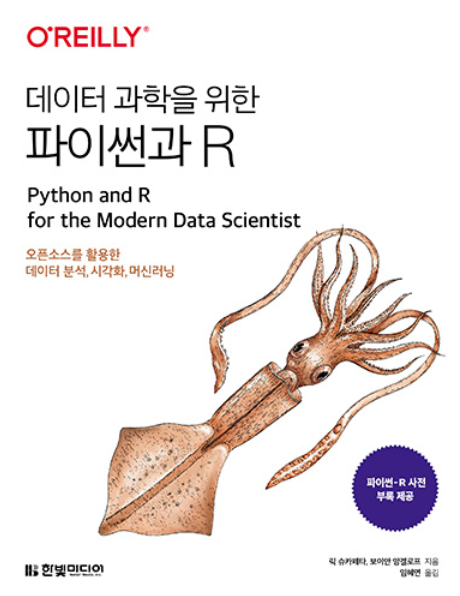 O'REILLY®
데이터 과학을 위한
파이썬과 R
Python and R
for the Modern Data Scientist
오픈소스를 활용한
데이터 분석, 시각화, 머신러닝
파이썬-R 사전
부록 제공
릭 슈카페타, 보이안 앙겔로프 지음
임혜연 옮김
한빛미디어